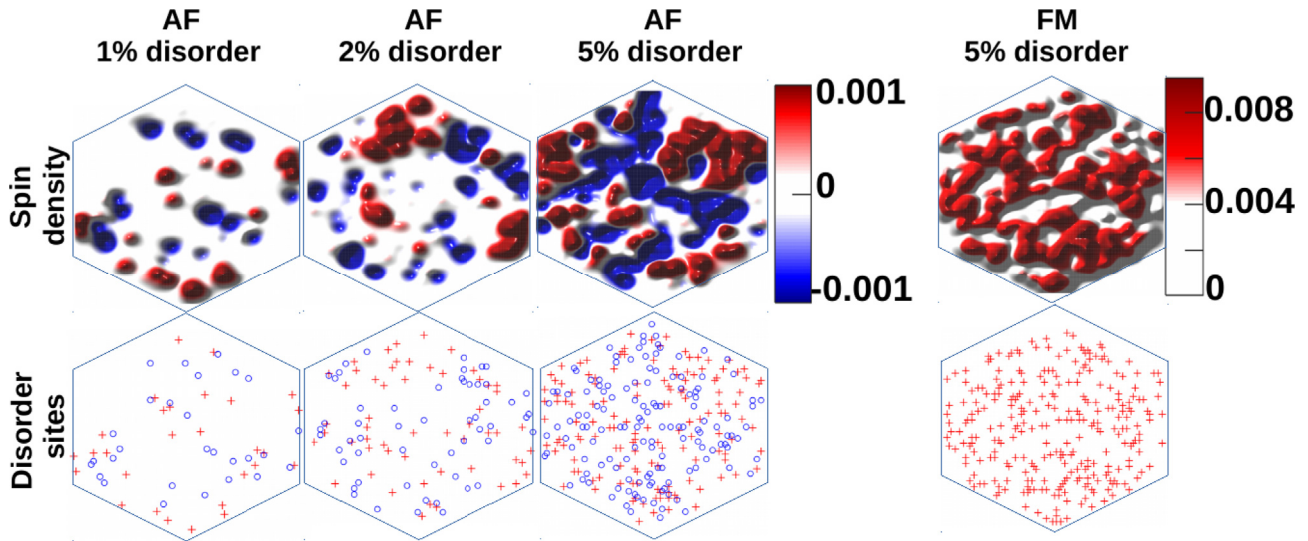 AF
1% disorder
AF
2% disorder
AF
5% disorder
FM
5% disorder
Spin
density
0.001
0
-0.001
0.008
0.004
0
Disorder
sites